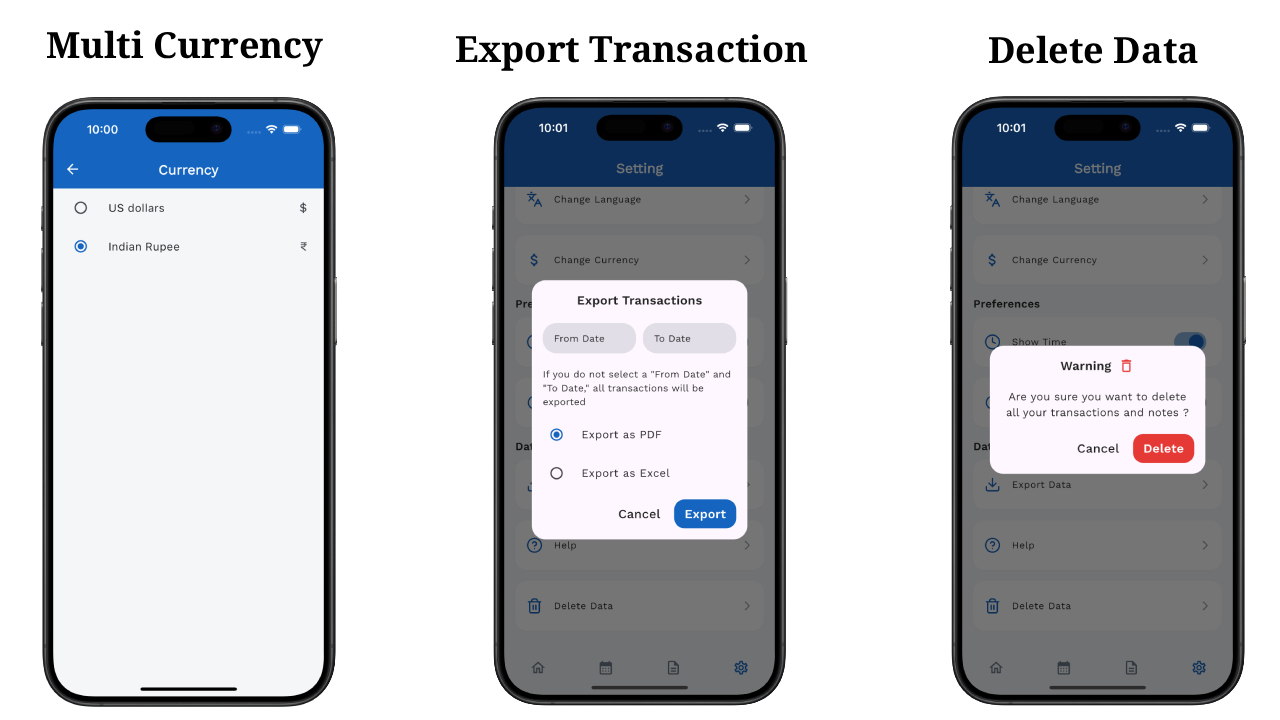 Multi Currency
Export Transaction
Delete Data
10:00
Currency
US dollars $
Indian Rupee ₹
10:01
Setting
Change Language
$ Change Currency
Pre
Export Transactions
From Date To Date
If you do not select a "From Date" and
"To Date," all transactions will be
exported
Export as PDF
Dat
Export as Excel
Cancel Export
Help
Delete Data
10:01
Setting
Change Language
$ Change Currency
Preferences
Show Time
Warning
Are you sure you want to delete
all your transactions and notes ?
Dat
Cancel Delete
Export Data
Help
Delete Data